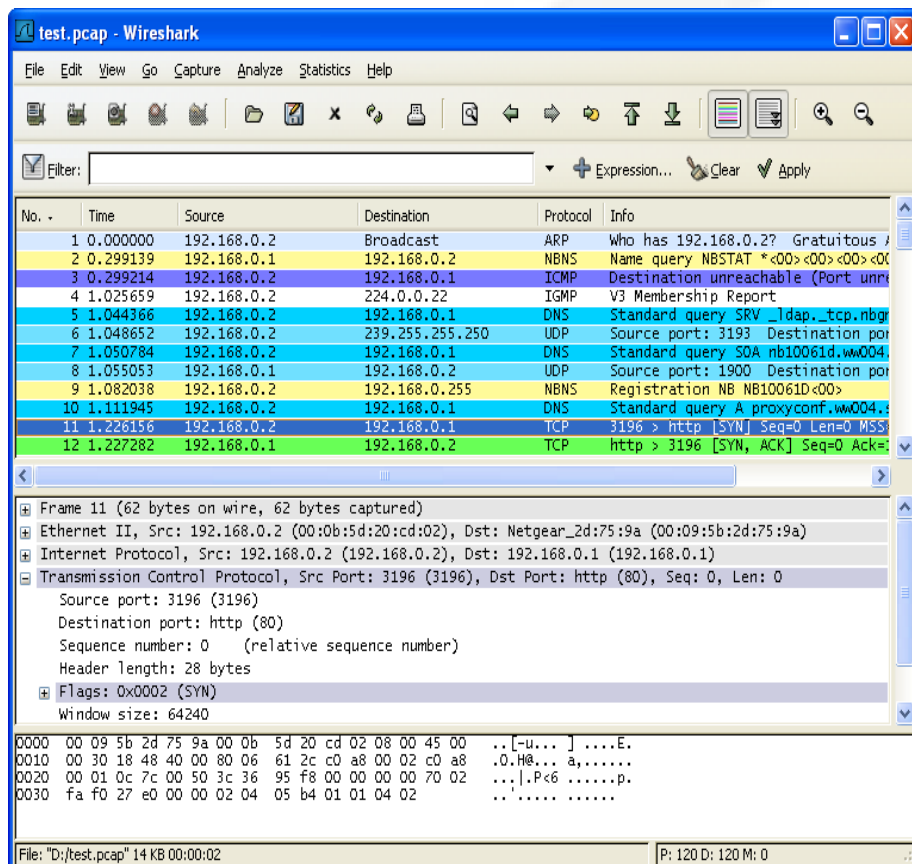 test.pcap - Wireshark
File Edit View Go Capture Analyze Statistics Help
Filter: Expression... Clear Apply
No. Time Source Destination Protocol Info
1 0.000000 192.168.0.2 Broadcast ARP Who has 192.168.0.2? Gratuitous
2 0.299139 192.168.0.1 192.168.0.2 NBNS Name query NBSTAT *<00><00><00><00
3 0.299214 192.168.0.2 192.168.0.1 ICMP Destination unreachable (Port unre
4 1.025659 192.168.0.2 224.0.0.22 IGMP V3 Membership Report
5 1.044366 192.168.0.2 192.168.0.1 DNS Standard query SRV _ldap._tcp.nbgr
6 1.048652 192.168.0.2 239.255.255.250 UDP Source port: 3193 Destination por
7 1.050784 192.168.0.2 192.168.0.1 DNS Standard query SOA nb10061d.ww004.
8 1.055053 192.168.0.1 192.168.0.2 UDP Source port: 1900 Destination por
9 1.082038 192.168.0.2 192.168.0.255 NBNS Registration NB NB10061D<00>
10 1.111945 192.168.0.2 192.168.0.1 DNS Standard query A proxyconf.ww004.s
11 1.226156 192.168.0.2 192.168.0.1 TCP 3196 > http [SYN] Seq=0 Len=0 MSS=
12 1.227282 192.168.0.1 192.168.0.2 TCP http > 3196 [SYN, ACK] Seq=0 Ack=1
Frame 11 (62 bytes on wire, 62 bytes captured)
Ethernet II, Src: 192.168.0.2 (00:0b:5d:20:cd:02), Dst: Netgear_2d:75:9a (00:09:5b:2d:75:9a)
Internet Protocol, Src: 192.168.0.2 (192.168.0.2), Dst: 192.168.0.1 (192.168.0.1)
Transmission Control Protocol, Src Port: 3196 (3196), Dst Port: http (80), Seq: 0, Len: 0
Source port: 3196 (3196)
Destination port: http (80)
Sequence number: 0 (relative sequence number)
Header length: 28 bytes
Flags: 0x0002 (SYN)
Window size: 64240
0000 00 09 5b 2d 75 9a 00 0b 5d 20 cd 02 08 00 45 00 ..[-u... ] ....E.
0010 00 30 18 48 40 00 80 06 61 2c c0 a8 00 02 c0 a8 .0.H@... a,......
0020 00 01 0c 7c 00 50 3c 36 95 f8 00 00 00 00 70 02 ...|.P<6 ......p.
0030 fa f0 27 e0 00 00 02 04 05 b4 01 01 04 02 ..'..... ......
File: "D:/test.pcap" 14 KB 00:00:02 P: 120 D: 120 M: 0